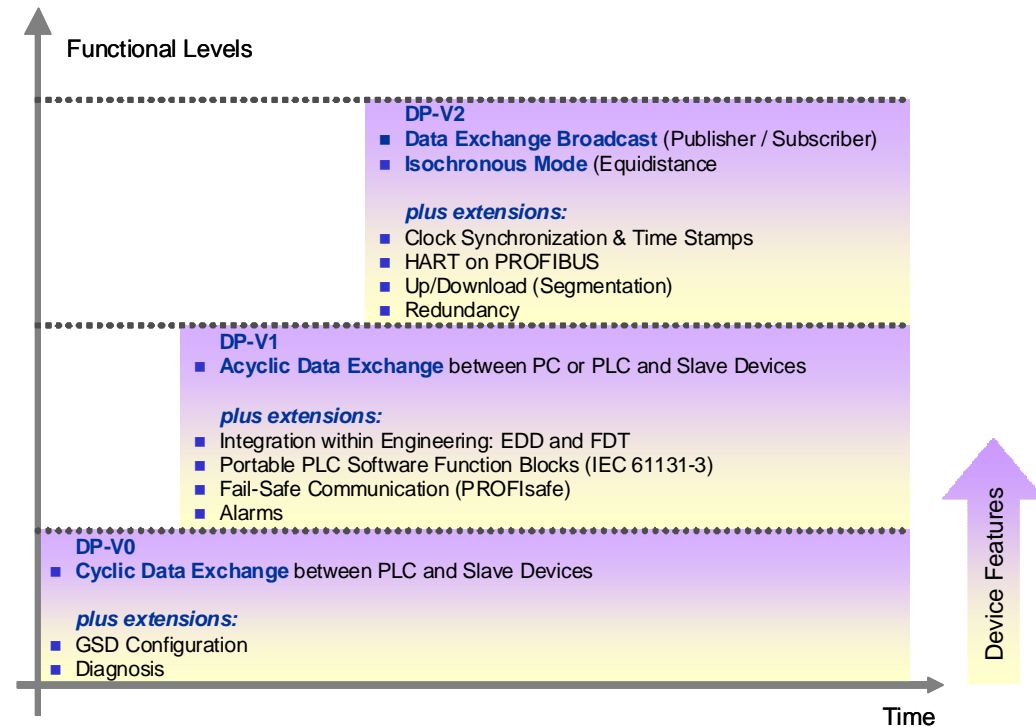 Functional Levels
DP-V2
Data Exchange Broadcast (Publisher / Subscriber)
Isochronous Mode (Equidistance
plus extensions:
Clock Synchronization & Time Stamps
HART on PROFIBUS
Up/Download (Segmentation)
Redundancy
DP-V1
Acyclic Data Exchange between PC or PLC and Slave Devices
plus extensions:
Integration within Engineering: EDD and FDT
Portable PLC Software Function Blocks (IEC 61131-3)
Fail-Safe Communication (PROFIsafe)
Alarms
DP-V0
Cyclic Data Exchange between PLC and Slave Devices
plus extensions:
GSD Configuration
Diagnosis
Device Features
Time